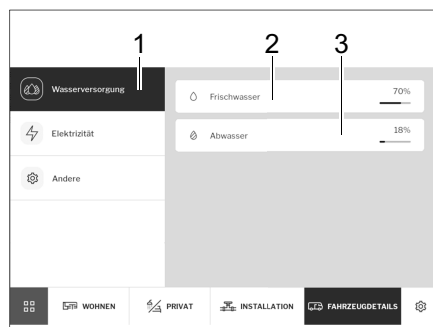 1 2 3
Wasserversorgung
Frischwasser 70%
Abwasser 18%
Elektrizität
Andere
WOHNEN PRIVAT INSTALLATION FAHRZEUGDETAILS